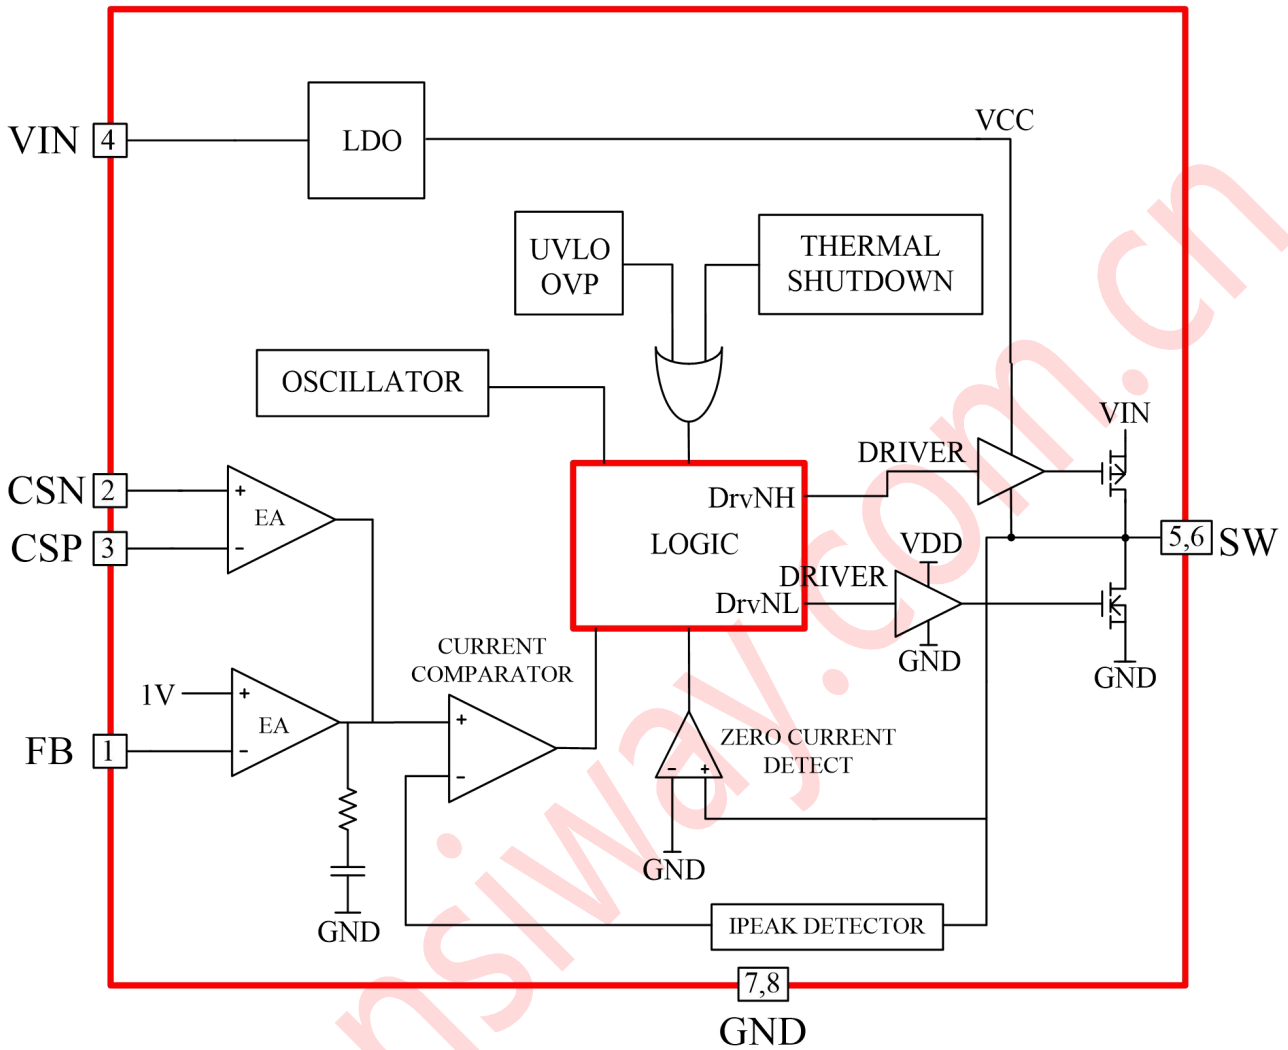 VCC
VIN 4
LDO
UVLO
OVP
THERMAL
SHUTDOWN
OSCILLATOR
VIN
DRIVER
CSN 2
+
EA
DrvNH
CSP 3
-
LOGIC
5,6 SW
VDD
DRIVER
DrvNL
GND
GND
CURRENT
COMPARATOR
1V
+
EA
+
FB 1
-
-
ZERO CURRENT
DETECT
- +
GND
GND
IPEAK DETECTOR
7,8
GND
nsiway.com.cn